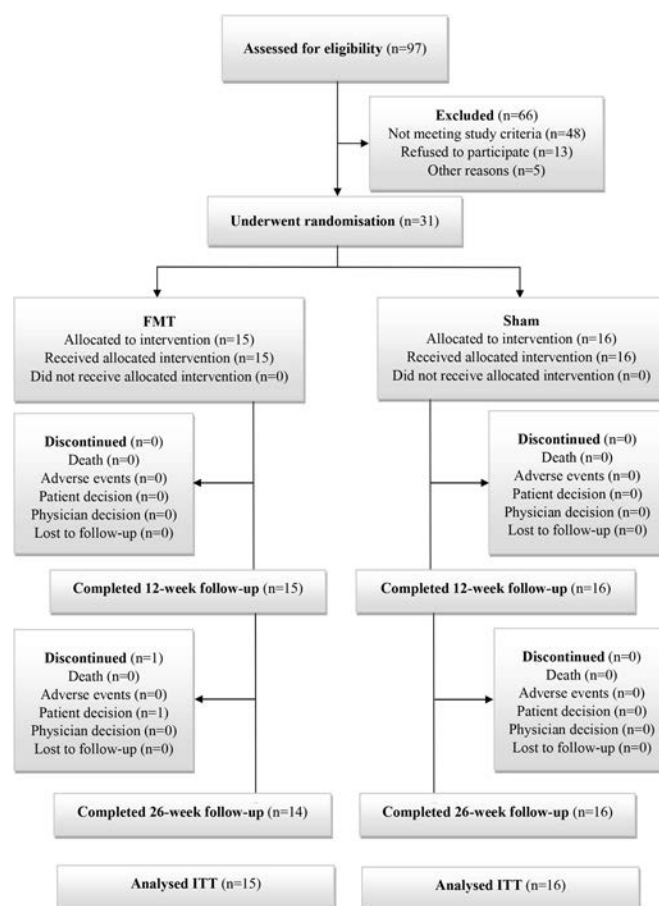 Assessed for eligibility (n=97)
Excluded (n=66)
Not meeting study criteria (n=48)
Refused to participate (n=13)
Other reasons (n=5)
Underwent randomisation (n=31)
FMT
Allocated to intervention (n=15)
Received allocated intervention (n=15)
Did not receive allocated intervention (n=0)
Sham
Allocated to intervention (n=16)
Received allocated intervention (n=16)
Did not receive allocated intervention (n=0)
Discontinued (n=0)
Death (n=0)
Adverse events (n=0)
Patient decision (n=0)
Physician decision (n=0)
Lost to follow-up (n=0)
Discontinued (n=0)
Death (n=0)
Adverse events (n=0)
Patient decision (n=0)
Physician decision (n=0)
Lost to follow-up (n=0)
Completed 12-week follow-up (n=15)
Completed 12-week follow-up (n=16)
Discontinued (n=1)
Death (n=0)
Adverse events (n=0)
Patient decision (n=1)
Physician decision (n=0)
Lost to follow-up (n=0)
Discontinued (n=0)
Death (n=0)
Adverse events (n=0)
Patient decision (n=0)
Physician decision (n=0)
Lost to follow-up (n=0)
Completed 26-week follow-up (n=14)
Completed 26-week follow-up (n=16)
Analysed ITT (n=15)
Analysed ITT (n=16)